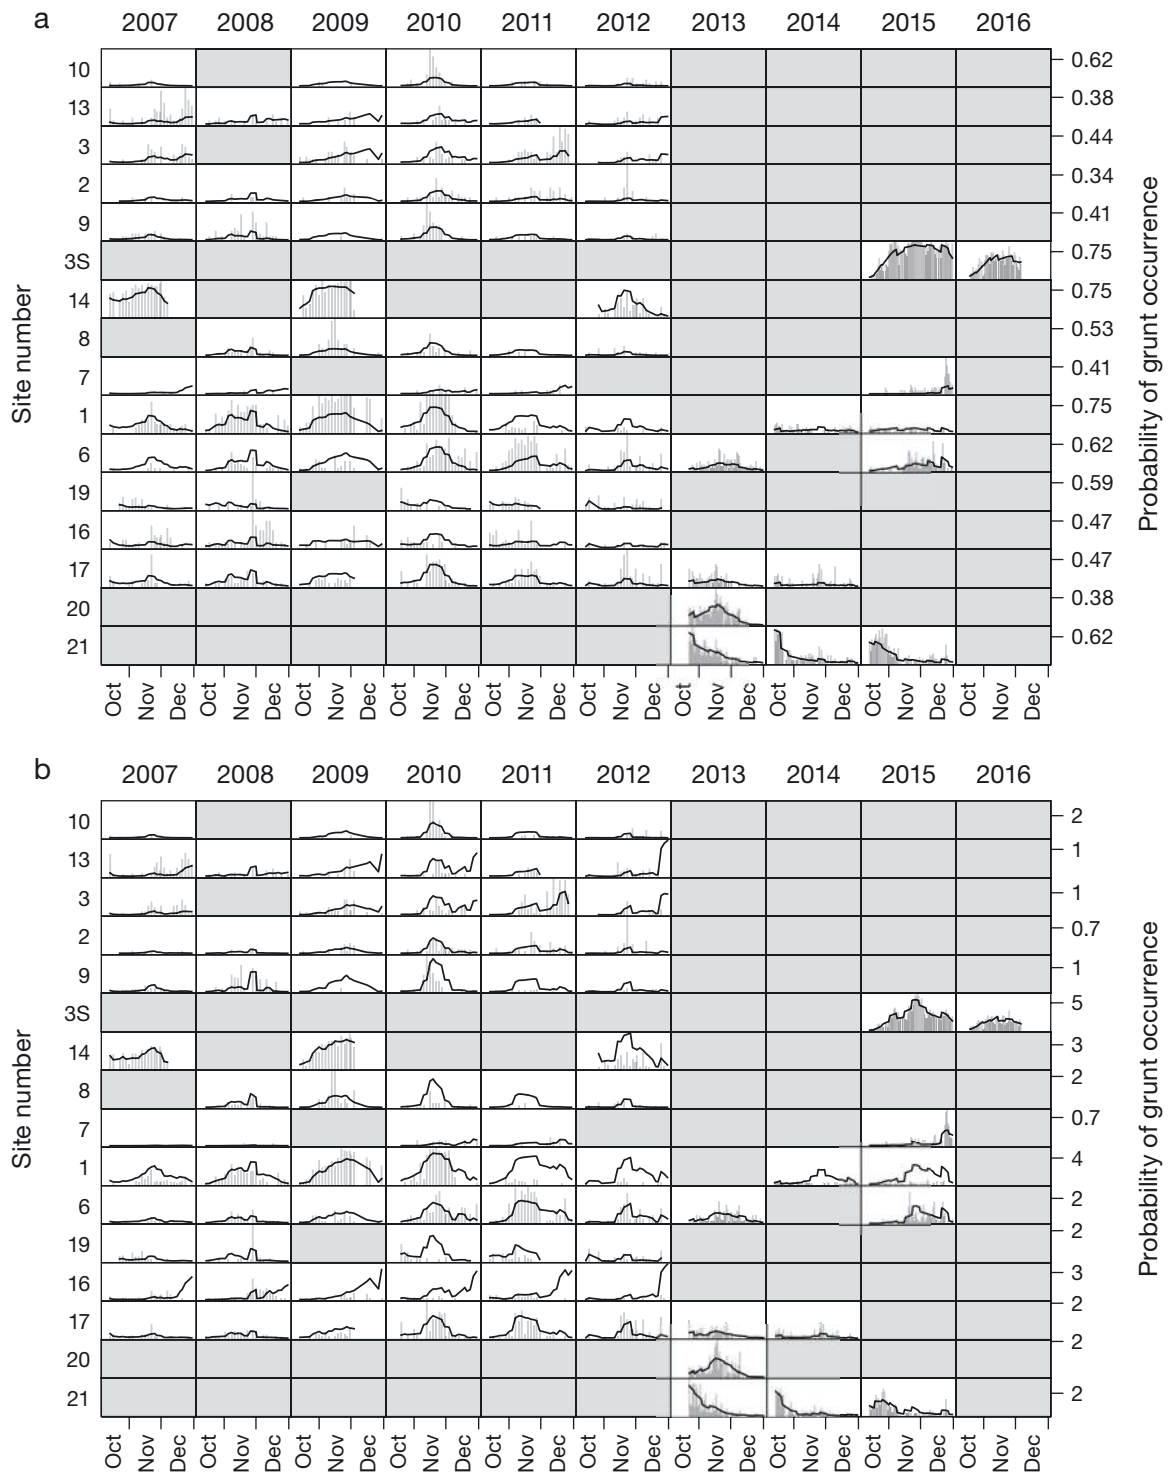 a
2007 2008 2009 2010 2011 2012 2013 2014 2015 2016
10 0.62
13 0.38
3 0.44
2 0.34
9 0.41
3S 0.75
14 0.75
8 0.53
7 0.41
1 0.75
6 0.62
19 0.59
16 0.47
17 0.47
20 0.38
21 0.62
Site number
Probability of grunt occurrence
Oct Nov Dec Oct Nov Dec Oct Nov Dec Oct Nov Dec Oct Nov Dec Oct Nov Dec Oct Nov Dec Oct Nov Dec Oct Nov Dec Oct Nov Dec
b
2007 2008 2009 2010 2011 2012 2013 2014 2015 2016
10 2
13 1
3 1
2 0.7
9 1
3S 5
14 3
8 2
7 0.7
1 4
6 2
19 2
16 3
17 2
20 2
21 2
Site number
Probability of grunt occurrence
Oct Nov Dec Oct Nov Dec Oct Nov Dec Oct Nov Dec Oct Nov Dec Oct Nov Dec Oct Nov Dec Oct Nov Dec Oct Nov Dec Oct Nov Dec